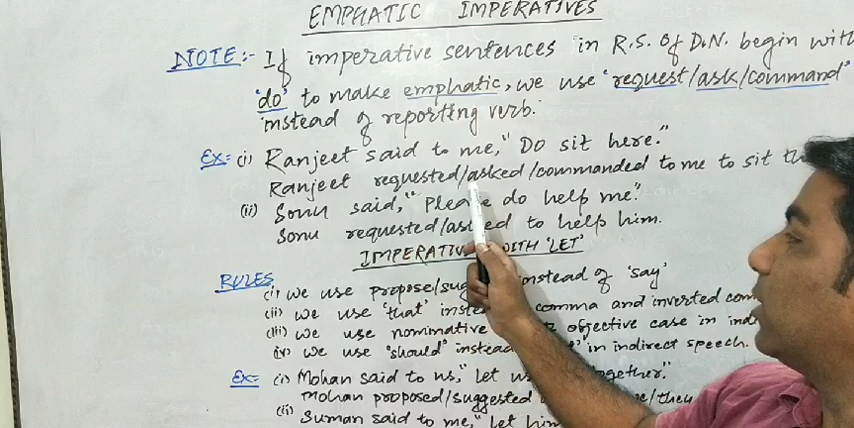 EMPHATIC IMPERATIVES
NOTE:- If imperative sentences in R.S. of D.N. begin with
'do' to make emphatic, we use 'request/ask/command'
instead of reporting verb.
Ex= (i) Ranjeet said to me, "Do sit here."
Ranjeet requested/asked/commanded to me to sit
(ii) Sonu said, "Please do help me."
Sonu requested/asked to help him.
IMPERATIVE WITH 'LET'
RULES
(i) We use propose/ instead of 'say'
(ii) We use 'that' comma and inverted
(iii) We use nominative objective case in
(iv) We use 'should' instead in indirect speech.
Ex= (i) Mohan said to us, "Let us together."
Mohan proposed/suggested /they
(ii) Suman said to me, "Let him